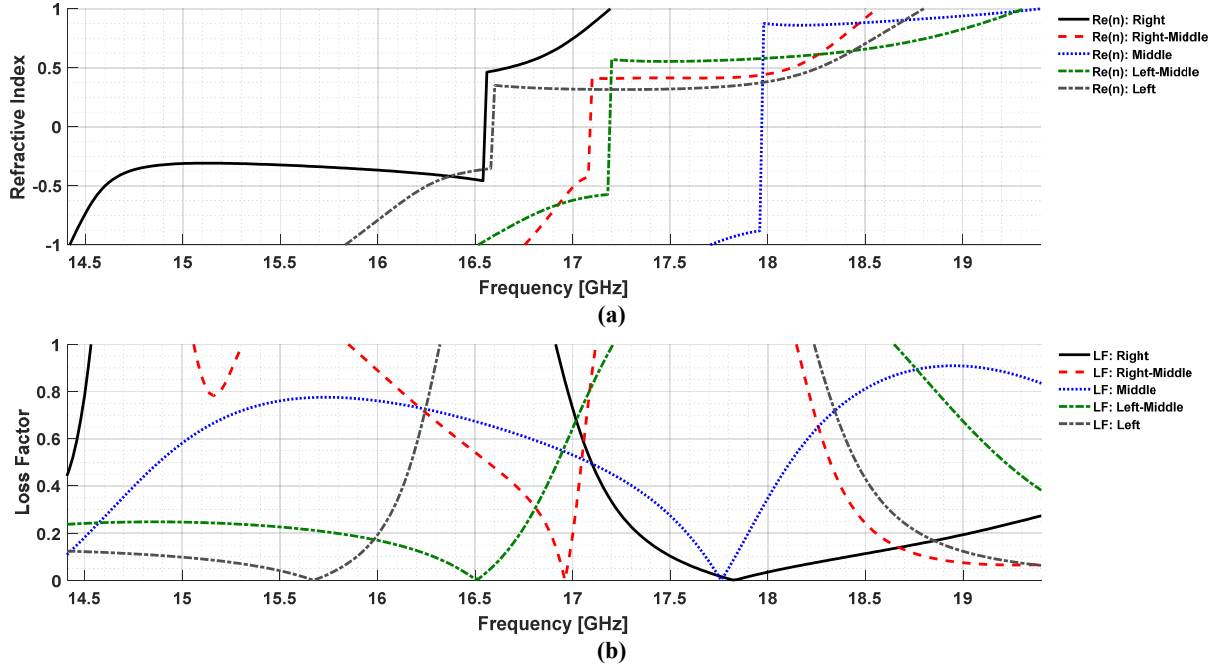 1
0.5
0
-0.5
-1
Refractive Index
14.5 15 15.5 16 16.5 17 17.5 18 18.5 19
Frequency [GHz]
Re(n): Right
Re(n): Right-Middle
Re(n): Middle
Re(n): Left-Middle
Re(n): Left
(a)
1
0.8
0.6
0.4
0.2
0
Loss Factor
14.5 15 15.5 16 16.5 17 17.5 18 18.5 19
Frequency [GHz]
LF: Right
LF: Right-Middle
LF: Middle
LF: Left-Middle
LF: Left
(b)